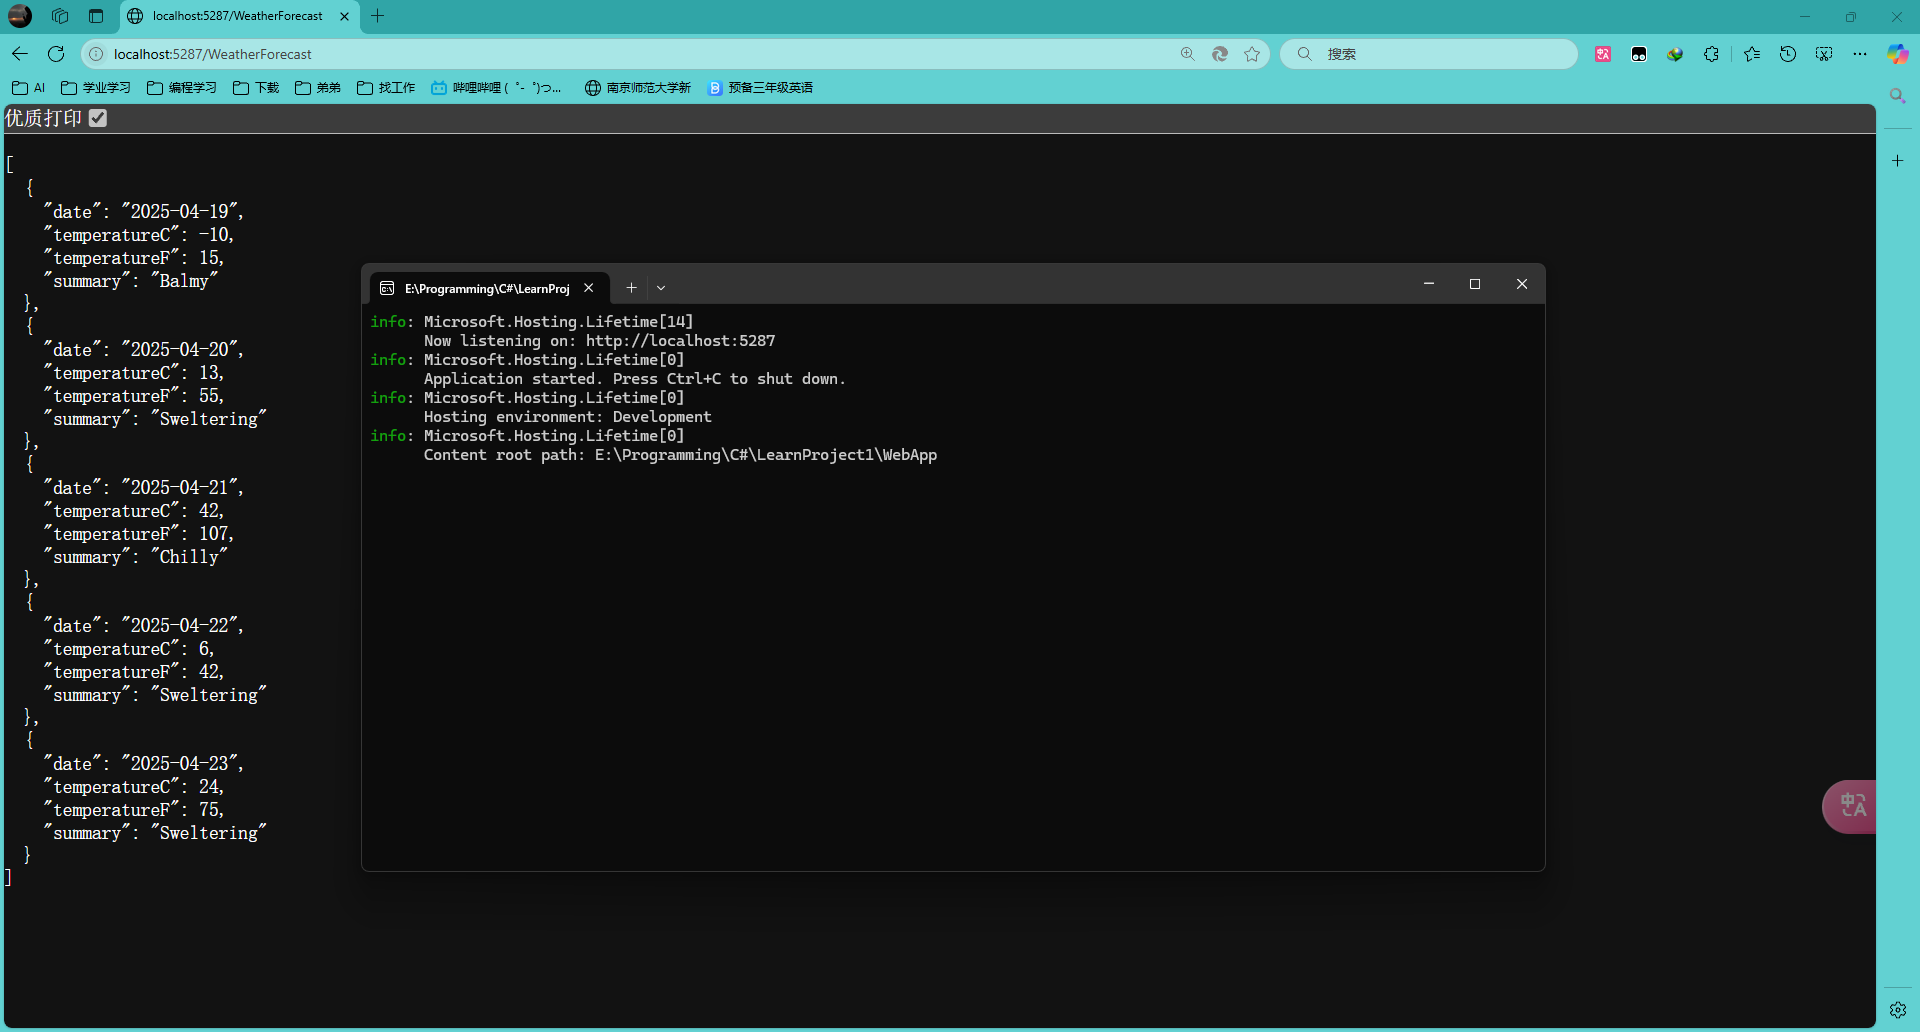 localhost:5287/WeatherForecast
localhost:5287/WeatherForecast
搜索
AI
学业学习
编程学习
下载
弟弟
找工作
哔哩哔哩 (゜-゜)つ...
南京师范大学新
预备三年级英语
优质打印
[
  {
    "date": "2025-04-19",
    "temperatureC": -10,
    "temperatureF": 15,
    "summary": "Balmy"
  },
  {
    "date": "2025-04-20",
    "temperatureC": 13,
    "temperatureF": 55,
    "summary": "Sweltering"
  },
  {
    "date": "2025-04-21",
    "temperatureC": 42,
    "temperatureF": 107,
    "summary": "Chilly"
  },
  {
    "date": "2025-04-22",
    "temperatureC": 6,
    "temperatureF": 42,
    "summary": "Sweltering"
  },
  {
    "date": "2025-04-23",
    "temperatureC": 24,
    "temperatureF": 75,
    "summary": "Sweltering"
  }
]
E:\Programming\C#\LearnProj
info: Microsoft.Hosting.Lifetime[14]
      Now listening on: http://localhost:5287
info: Microsoft.Hosting.Lifetime[0]
      Application started. Press Ctrl+C to shut down.
info: Microsoft.Hosting.Lifetime[0]
      Hosting environment: Development
info: Microsoft.Hosting.Lifetime[0]
      Content root path: E:\Programming\C#\LearnProject1\WebApp
中A